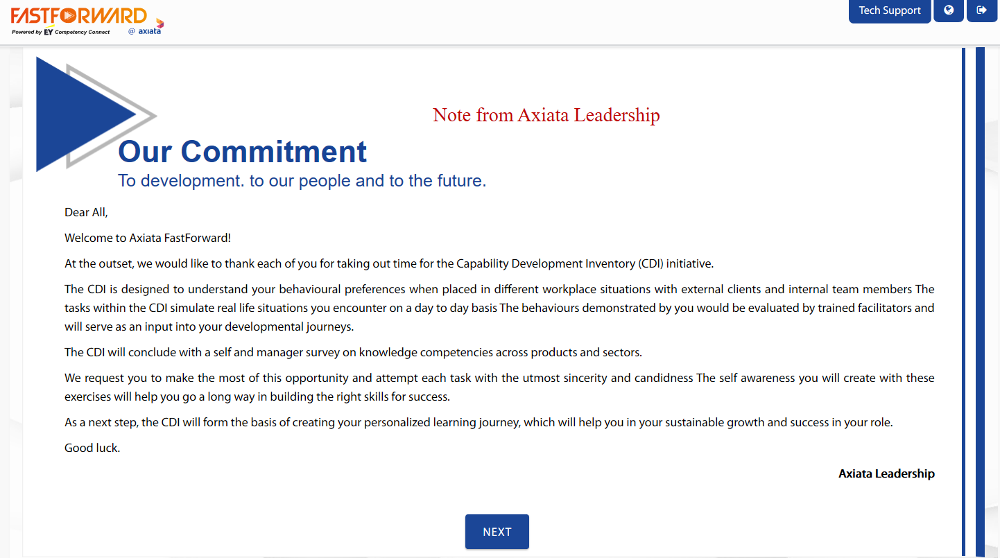 FASTFORWARD
Powered by EY Competency Connect
@ axiata
Tech Support
Note from Axiata Leadership
Our Commitment
To development. to our people and to the future.
Dear All,
Welcome to Axiata FastForward!
At the outset, we would like to thank each of you for taking out time for the Capability Development Inventory (CDI) initiative.
The CDI is designed to understand your behavioural preferences when placed in different workplace situations with external clients and internal team members The
tasks within the CDI simulate real life situations you encounter on a day to day basis The behaviours demonstrated by you would be evaluated by trained facilitators and
will serve as an input into your developmental journeys.
The CDI will conclude with a self and manager survey on knowledge competencies across products and sectors.
We request you to make the most of this opportunity and attempt each task with the utmost sincerity and candidness The self awareness you will create with these
exercises will help you go a long way in building the right skills for success.
As a next step, the CDI will form the basis of creating your personalized learning journey, which will help you in your sustainable growth and success in your role.
Good luck.
Axiata Leadership
NEXT